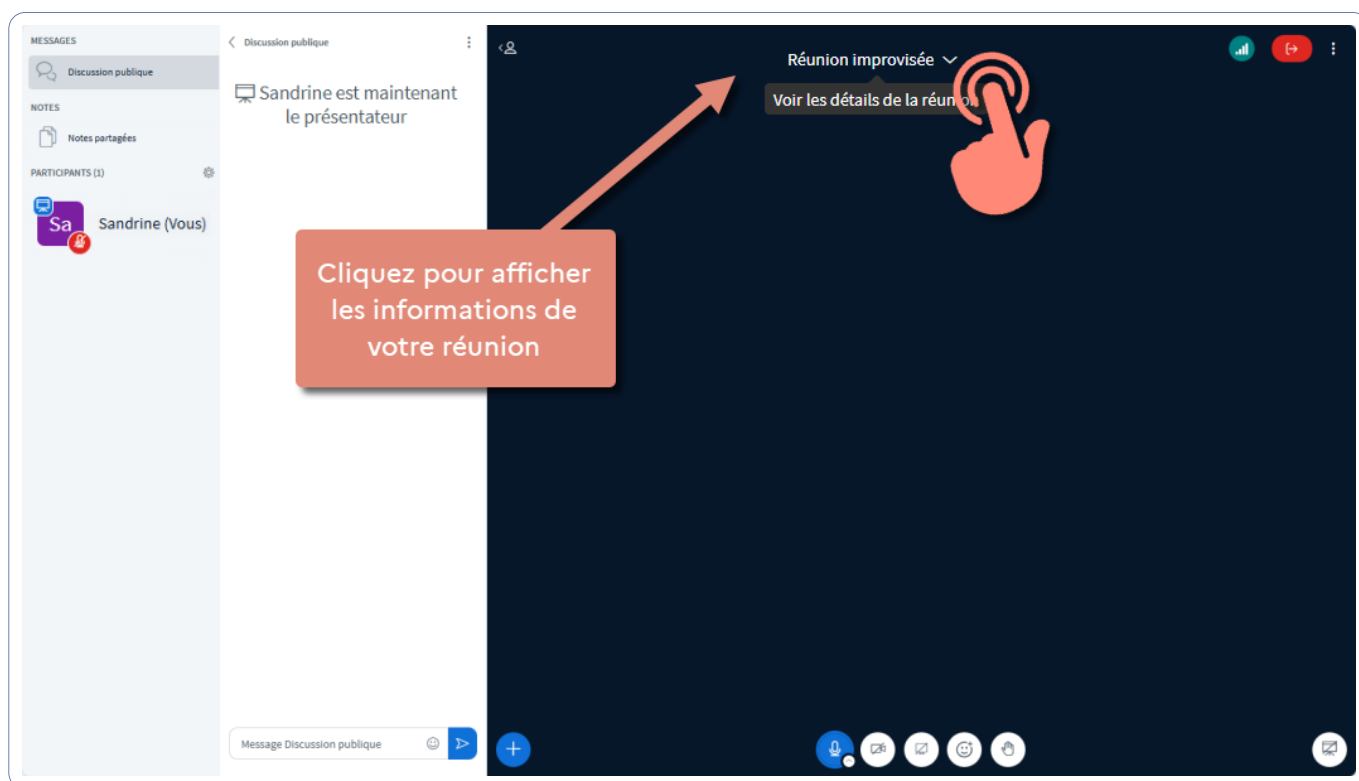 MESSAGES
Discussion publique
NOTES
Notes partagées
PARTICIPANTS (1)
Sa
Sandrine (Vous)
Discussion publique
Sandrine est maintenant
le présentateur
Message Discussion publique
Réunion improvisée
Voir les détails de la réunion
Cliquez pour afficher
les informations de
votre réunion